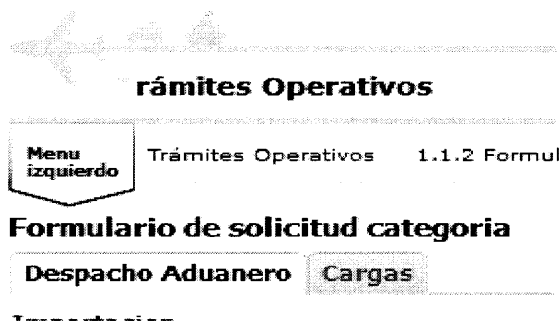 rámites Operativos
Menu
izquierdo
Trámites Operativos 1.1.2 Formul
Formulario de solicitud categoria
Despacho Aduanero Cargas